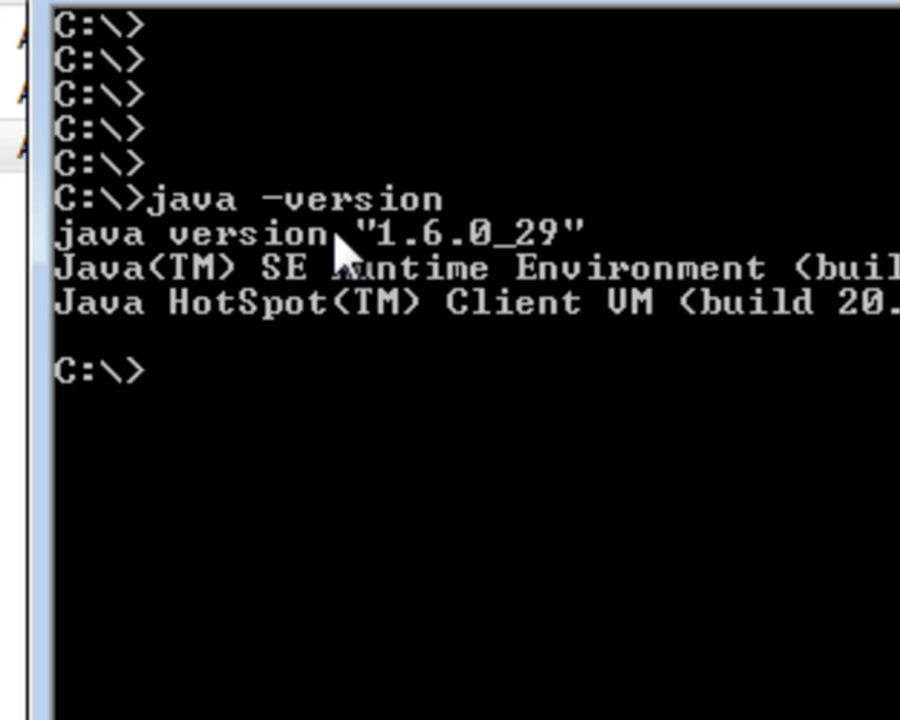 C:\>
C:\>
C:\>
C:\>
C:\>
C:\>java -version
java version "1.6.0_29"
Java(TM) SE Runtime Environment (buil
Java HotSpot(TM) Client VM (build 20.
C:\>